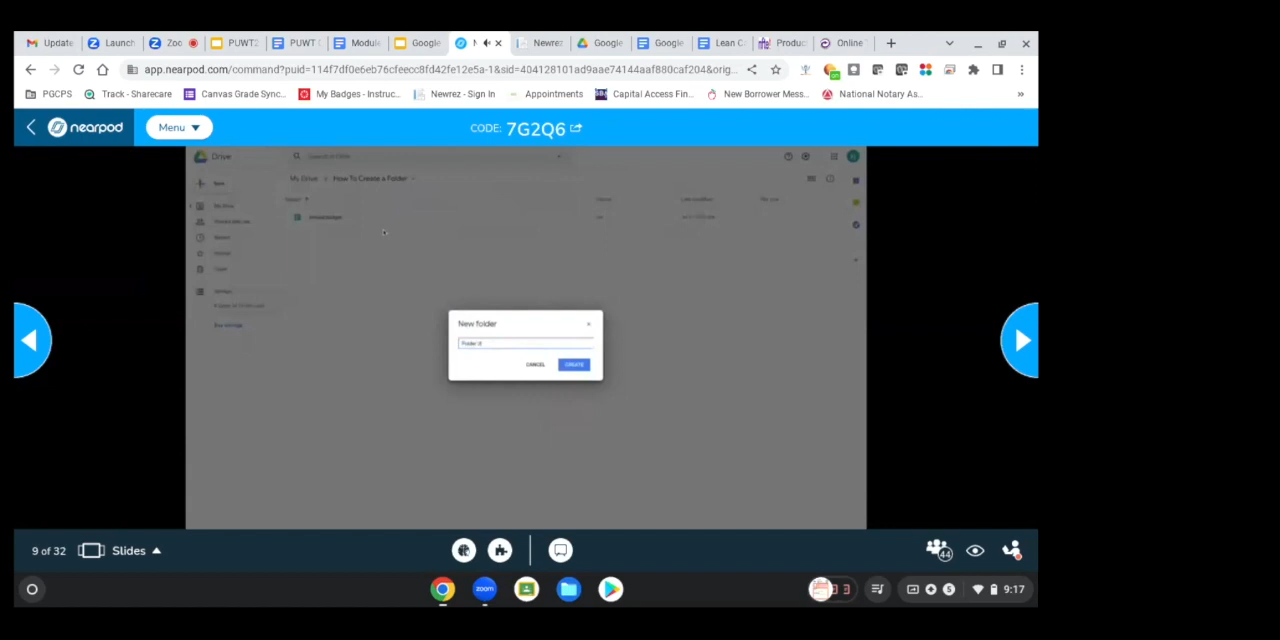 Update
Launch
Zoo
PUWT2
PUWT (
Module
Google
N
Newrez
Google
Google
Lean C
Produc
Online
app.nearpod.com/command?puid=114f7df0e6eb76cfeecc8fd42fe12e5a-1&sid=404128101ad9aae74144aaf880caf204&orig...
PGCPS
Track - Sharecare
Canvas Grade Sync...
My Badges - Instruc...
Newrez - Sign In
Appointments
Capital Access Fin...
New Borrower Mess...
National Notary As...
»
nearpod
Menu
CODE: 7G2Q6
Drive
My Drive
How To Create a Folder
New folder
CANCEL
CREATE
9 of 32
Slides
44
zoom
9:17